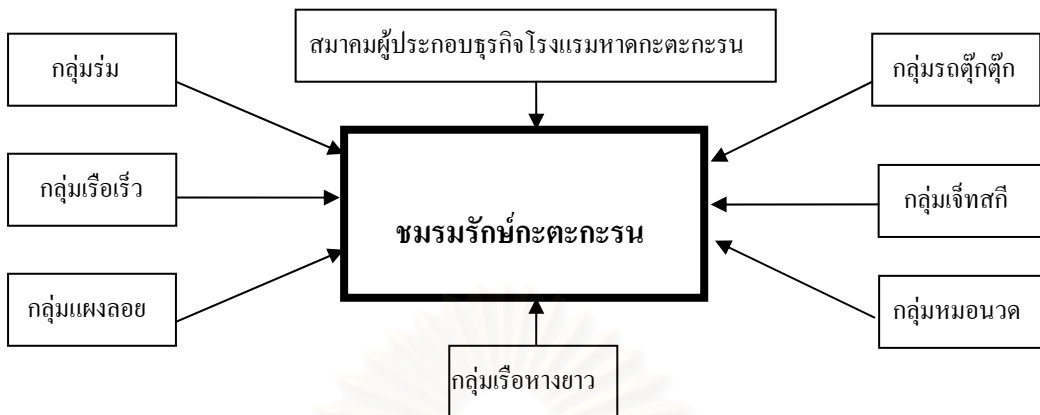 สมาคมผู้ประกอบธุรกิจโรงแรมหาดกะตะกะรน
กลุ่มร่ม
กลุ่มรถตุ๊กตุ๊ก
กลุ่มเรือเร็ว
กลุ่มเจ็ทสกี
ชมรมรักษ์กะตะกะรน
กลุ่มแผงลอย
กลุ่มหมอนวด
กลุ่มเรือหางยาว